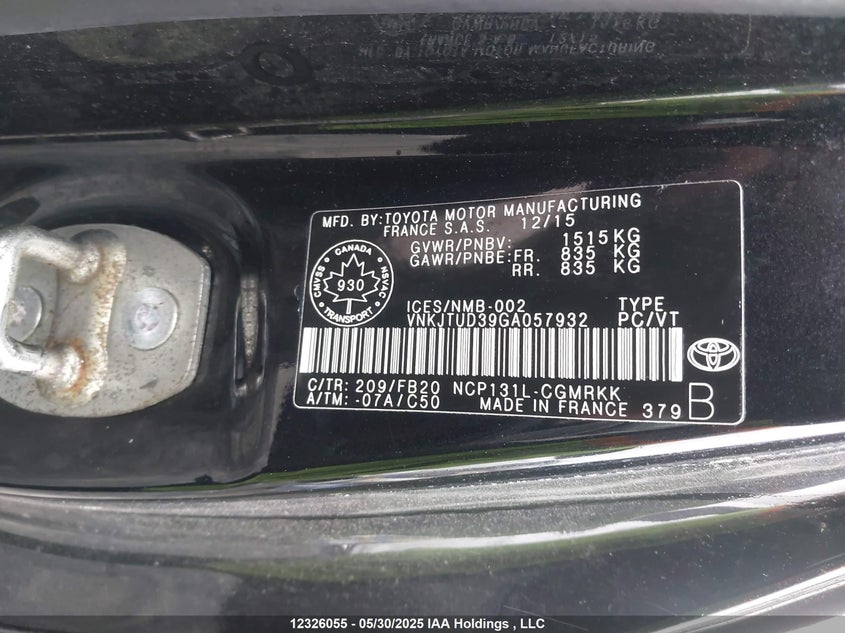 MFD. BY:TOYOTA MOTOR MANUFACTURING
FRANCE S.A.S. 12/15
GVWR/PNBV: 1515 KG
GAWR/PNBE: FR. 835 KG
RR. 835 KG
CANADA
CMVSS
NSVAC
930
TRANSPORT
ICES/NMB-002 TYPE
VNKJTUD39GA057932 PC/VT
C/TR: 209/FB20 NCP131L-CGMRKK
A/TM: -07A/C50 MADE IN FRANCE 379 B
12326055 - 05/30/2025 IAA Holdings , LLC